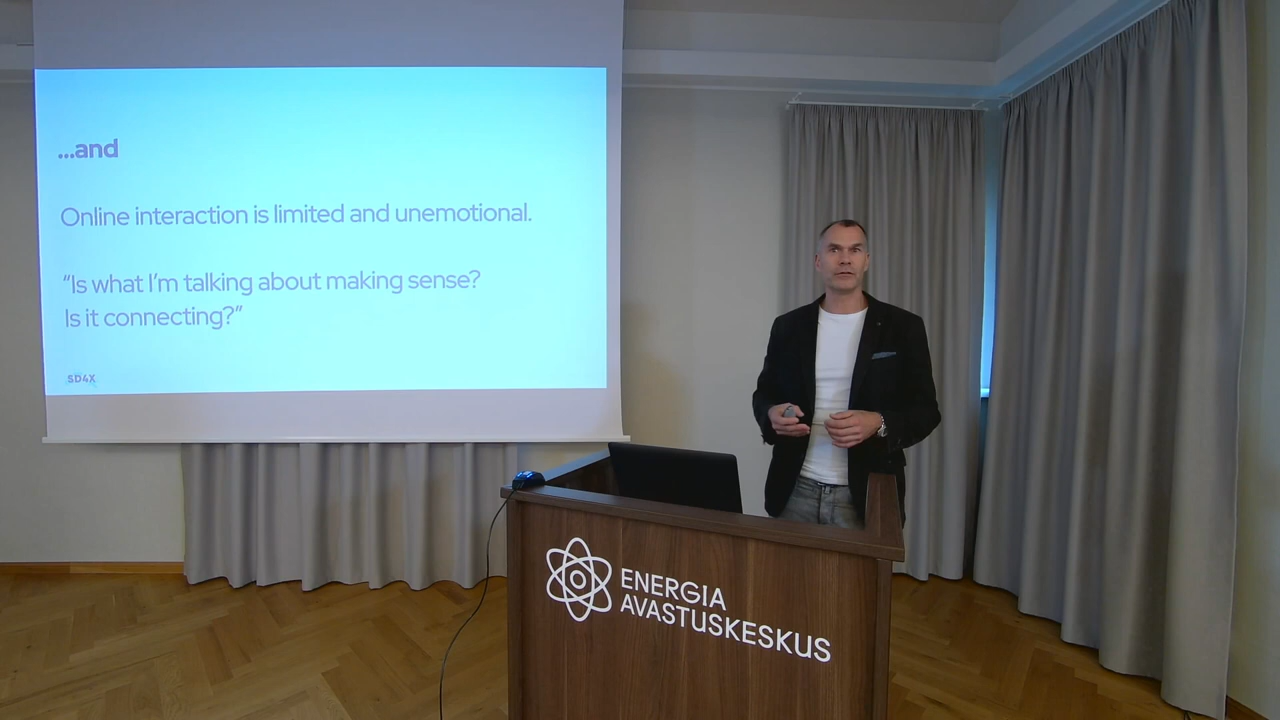 ...and
Online interaction is limited and unemotional.
“Is what I’m talking about making sense?
Is it connecting?”
SD4X
ENERGIA
AVASTUSKESKUS